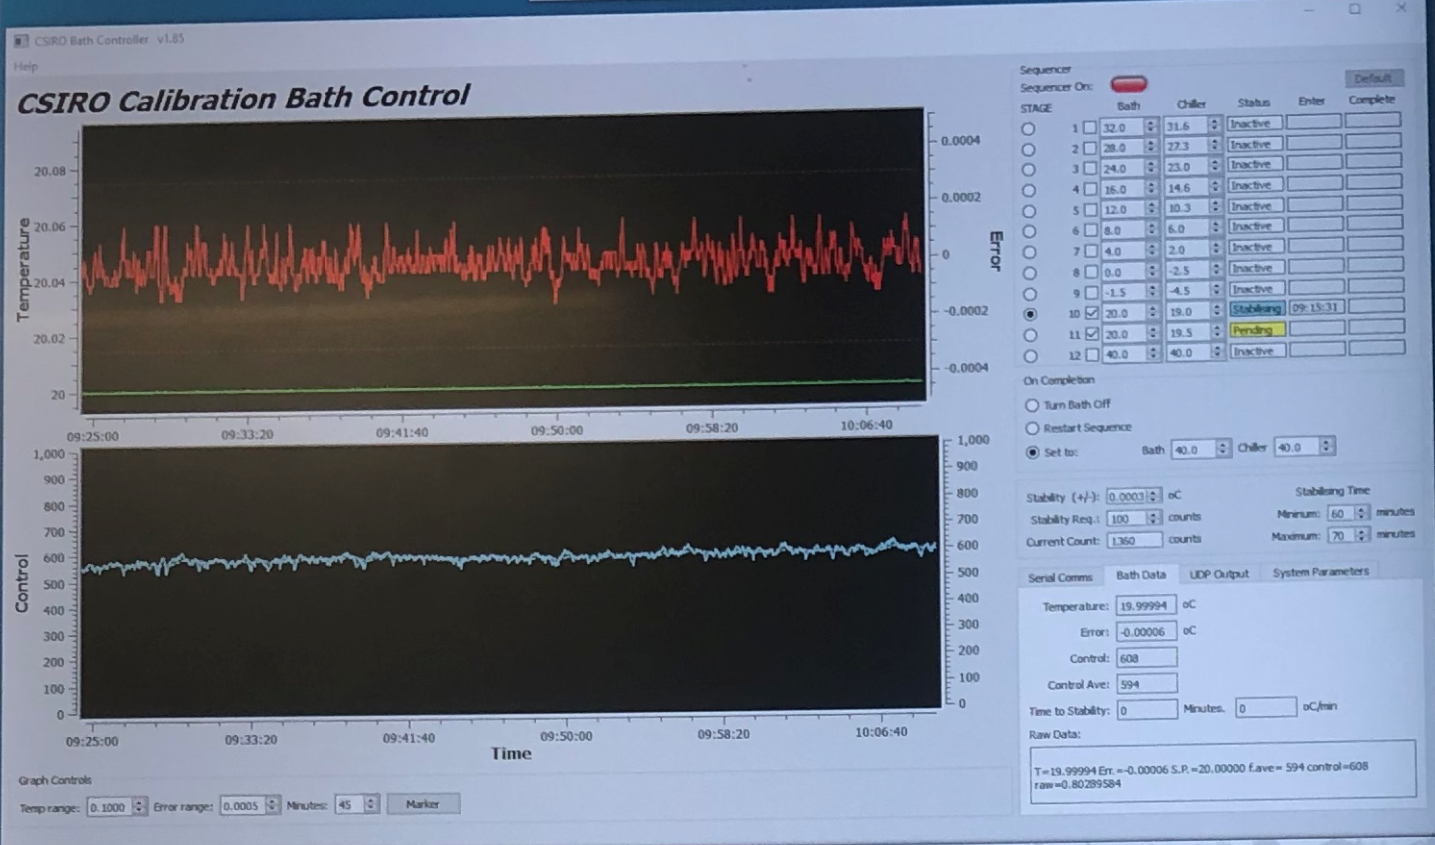 CSIRO Bath Controller v1.85
Help
CSIRO Calibration Bath Control
Temperature
20.08
20.06
20.04
20.02
20
0.0004
0.0002
0
-0.0002
-0.0004
Error
09:25:00 09:33:20 09:41:40 09:50:00 09:58:20 10:06:40
Control
1,000
900
800
700
600
500
400
300
200
100
0
1,000
900
800
700
600
500
400
300
200
100
0
09:25:00 09:33:20 09:41:40 09:50:00 09:58:20 10:06:40
Time
Graph Controls
Temp range: 0.1000 Error range: 0.0005 Minutes: 45 Marker
Sequencer
Sequencer On: Default
STAGE Bath Chiller Status Enter Complete
1 32.0 31.6 Inactive
2 28.0 27.3 Inactive
3 24.0 23.0 Inactive
4 16.0 14.6 Inactive
5 12.0 10.3 Inactive
6 8.0 6.0 Inactive
7 4.0 2.0 Inactive
8 0.0 -2.5 Inactive
9 -1.5 -4.5 Inactive
10 20.0 19.0 Stabilising 09:15:31
11 20.0 19.5 Pending
12 40.0 40.0 Inactive
On Completion
Turn Bath Off
Restart Sequence
Set to: Bath 40.0 Chiller 40.0
Stability (+/-): 0.0003 oC
Stability Req.: 100 counts
Current Count: 1360 counts
Stabilising Time
Minimum: 60 minutes
Maximum: 70 minutes
Serial Comms Bath Data UDP Output System Parameters
Temperature: 19.99994 oC
Error: -0.00006 oC
Control: 608
Control Ave: 594
Time to Stability: 0 Minutes. 0 oC/min
Raw Data:
T=19.99994 Err.=-0.00006 S.P.=20.00000 f.ave= 594 control=608
raw=0.80289584